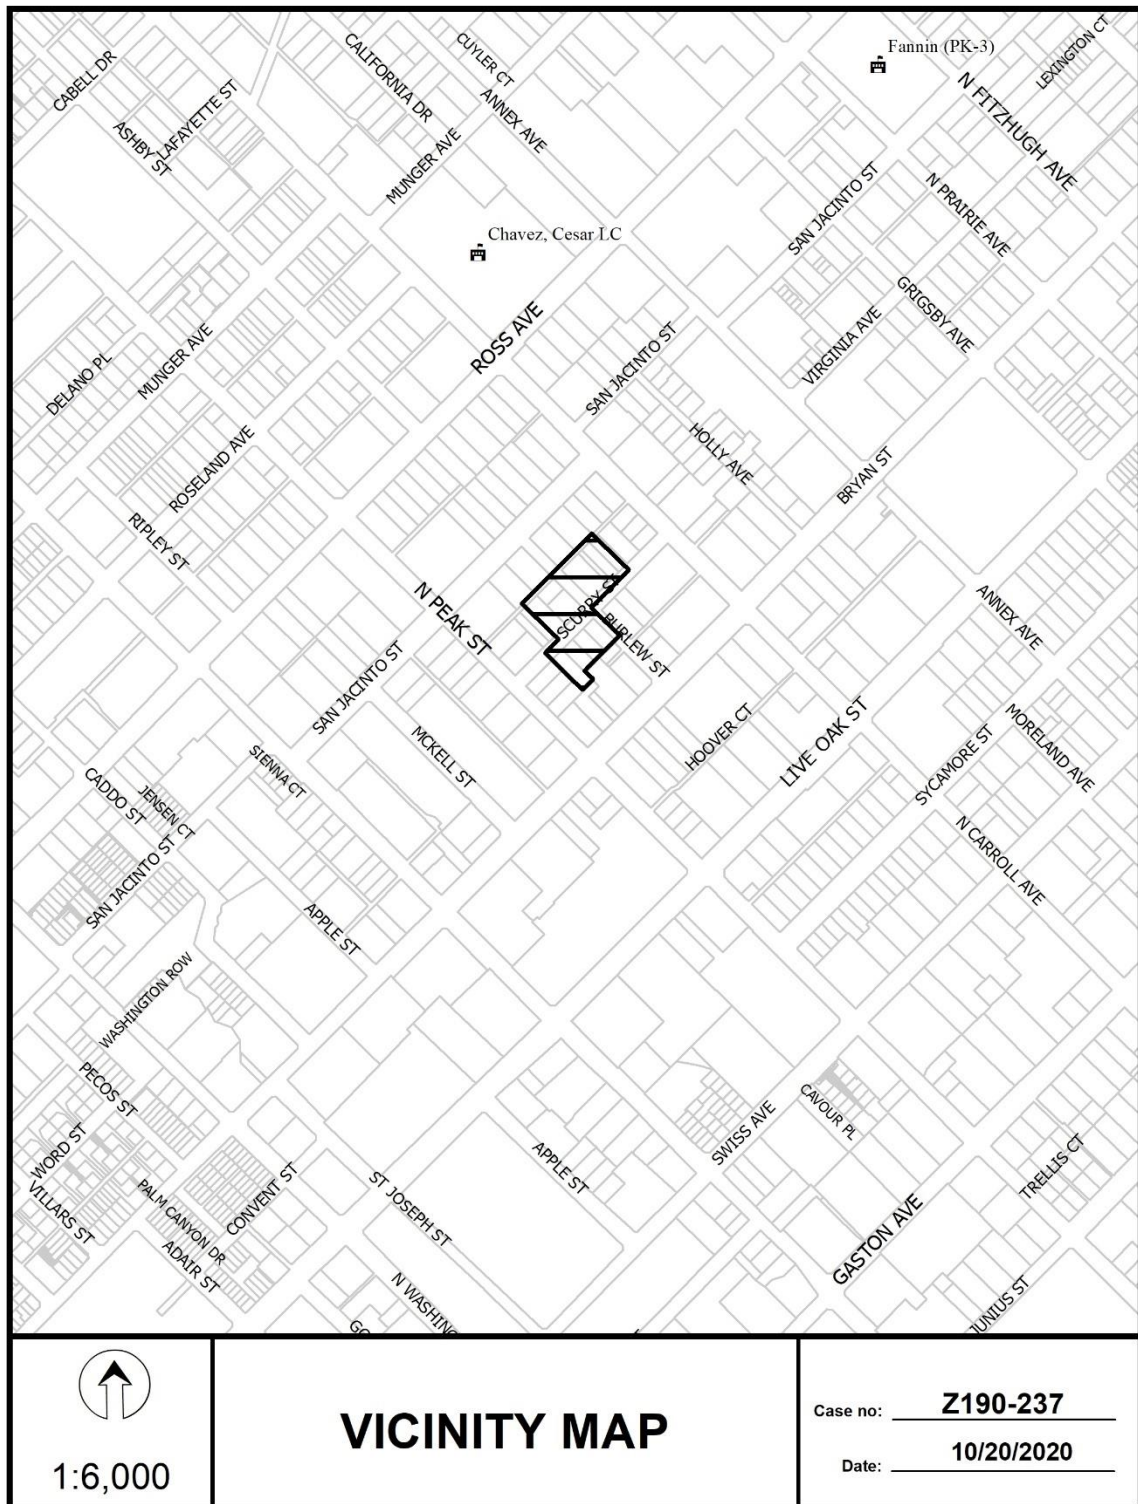 Fannin (PK-3)
LEXINGTON CT
CUYLER CT
CALIFORNIA DR
CABELL DR
LAFAYETTE ST
ASHBY ST
ANNEX AVE
MUNGER AVE
N FITZHUGH AVE
SAN JACINTO ST
N PRAIRIE AVE
Chavez, Cesar LC
GRIGSBY AVE
ROSS AVE
VIRGINIA AVE
SAN JACINTO ST
DELANO PL
MUNGER AVE
HOLLY AVE
ROSELAND AVE
BRYAN ST
RIPLEY ST
N PEAK ST
SCURRY ST
BURLEW ST
ANNEX AVE
SAN JACINTO ST
MCKELL ST
HOOVER CT
LIVE OAK ST
MORELAND AVE
SYCAMORE ST
SIENNA CT
CADDO ST
JENSEN CT
SAN JACINTO ST
N CARROLL AVE
APPLE ST
WASHINGTON ROW
PECOS ST
CAVOUR PL
SWISS AVE
WORD ST
VILLARS ST
APPLE ST
TRELLIS CT
PALM CANYON DR
CONVENT ST
ST JOSEPH ST
ADAIR ST
GASTON AVE
N WASHING
JUNIUS ST
1:6,000
VICINITY MAP
Case no: Z190-237
Date: 10/20/2020